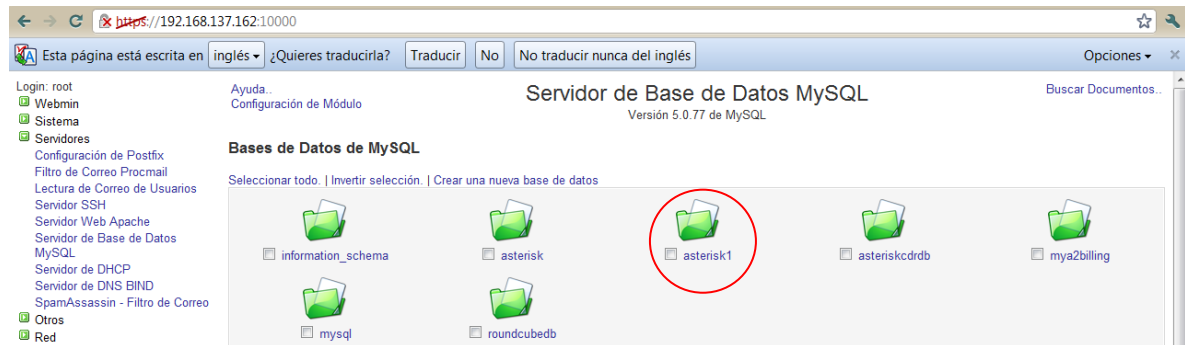 https://192.168.137.162:10000
Esta página está escrita en inglés ¿Quieres traducirla? Traducir No No traducir nunca del inglés Opciones
Login: root
Webmin
Sistema
Servidores
Configuración de Postfix
Filtro de Correo Procmail
Lectura de Correo de Usuarios
Servidor SSH
Servidor Web Apache
Servidor de Base de Datos
MySQL
Servidor de DHCP
Servidor de DNS BIND
SpamAssassin - Filtro de Correo
Otros
Red
Ayuda..
Configuración de Módulo
Servidor de Base de Datos MySQL
Versión 5.0.77 de MySQL
Buscar Documentos..
Bases de Datos de MySQL
Seleccionar todo. | Invertir selección. | Crear una nueva base de datos
information_schema asterisk asterisk1 asteriskcdrdb mya2billing
mysql roundcubedb